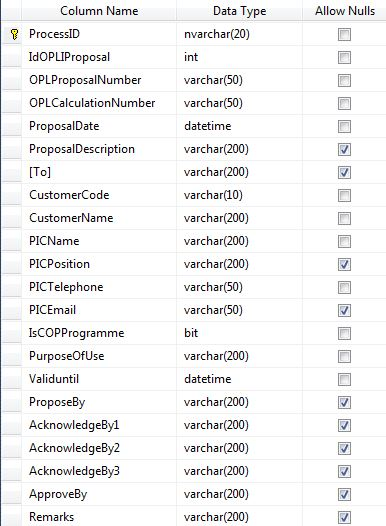 Column Name Data Type Allow Nulls
ProcessID nvarchar(20)
IdOPLIProposal int
OPLProposalNumber varchar(50)
OPLCalculationNumber varchar(50)
ProposalDate datetime
ProposalDescription varchar(200)
[To] varchar(200)
CustomerCode varchar(10)
CustomerName varchar(200)
PICName varchar(200)
PICPosition varchar(200)
PICTelephone varchar(50)
PICEmail varchar(50)
IsCOPProgramme bit
PurposeOfUse varchar(200)
Validuntil datetime
ProposeBy varchar(200)
AcknowledgeBy1 varchar(200)
AcknowledgeBy2 varchar(200)
AcknowledgeBy3 varchar(200)
ApproveBy varchar(200)
Remarks varchar(200)